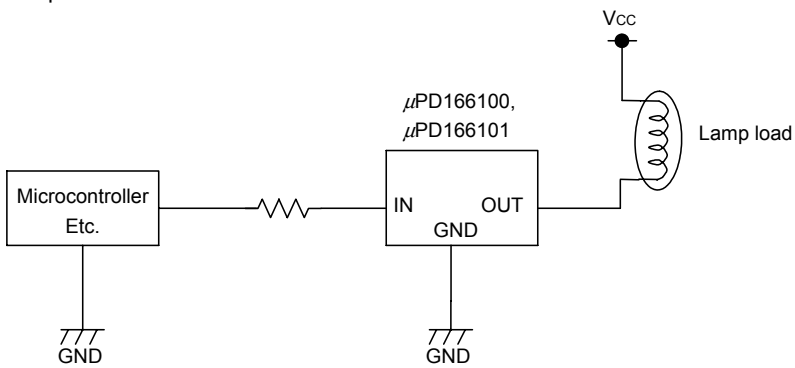 VCC
μPD166100,
μPD166101
Lamp load
Microcontroller
Etc.
IN
OUT
GND
GND
GND